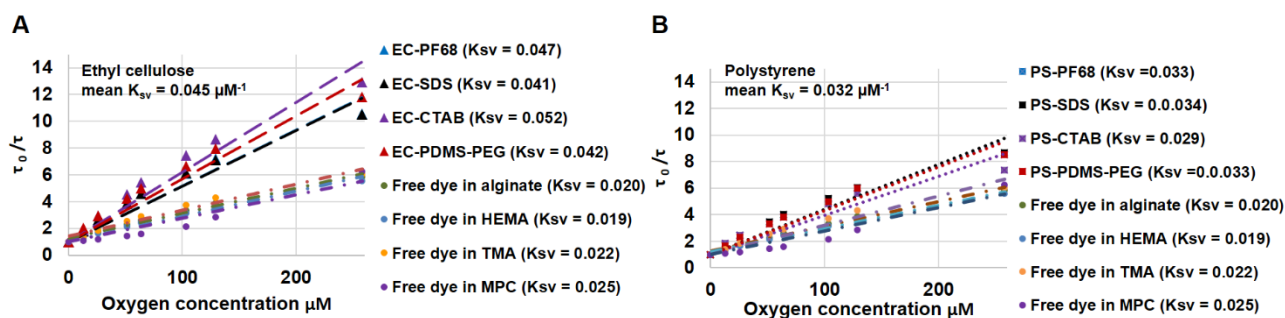 A
Ethyl cellulose
mean Ksv = 0.045 µM-1
14
12
10
8
6
4
2
0
τ0/τ
0
100
200
Oxygen concentration µM
EC-PF68 (Ksv = 0.047)
EC-SDS (Ksv = 0.041)
EC-CTAB (Ksv = 0.052)
EC-PDMS-PEG (Ksv = 0.042)
Free dye in alginate (Ksv = 0.020)
Free dye in HEMA (Ksv = 0.019)
Free dye in TMA (Ksv = 0.022)
Free dye in MPC (Ksv = 0.025)
B
Polystyrene
mean Ksv = 0.032 µM-1
14
12
10
8
6
4
2
0
τ0/τ
0
100
200
Oxygen concentration µM
PS-PF68 (Ksv =0.033)
PS-SDS (Ksv = 0.0.034)
PS-CTAB (Ksv = 0.029)
PS-PDMS-PEG (Ksv =0.0.033)
Free dye in alginate (Ksv = 0.020)
Free dye in HEMA (Ksv = 0.019)
Free dye in TMA (Ksv = 0.022)
Free dye in MPC (Ksv = 0.025)